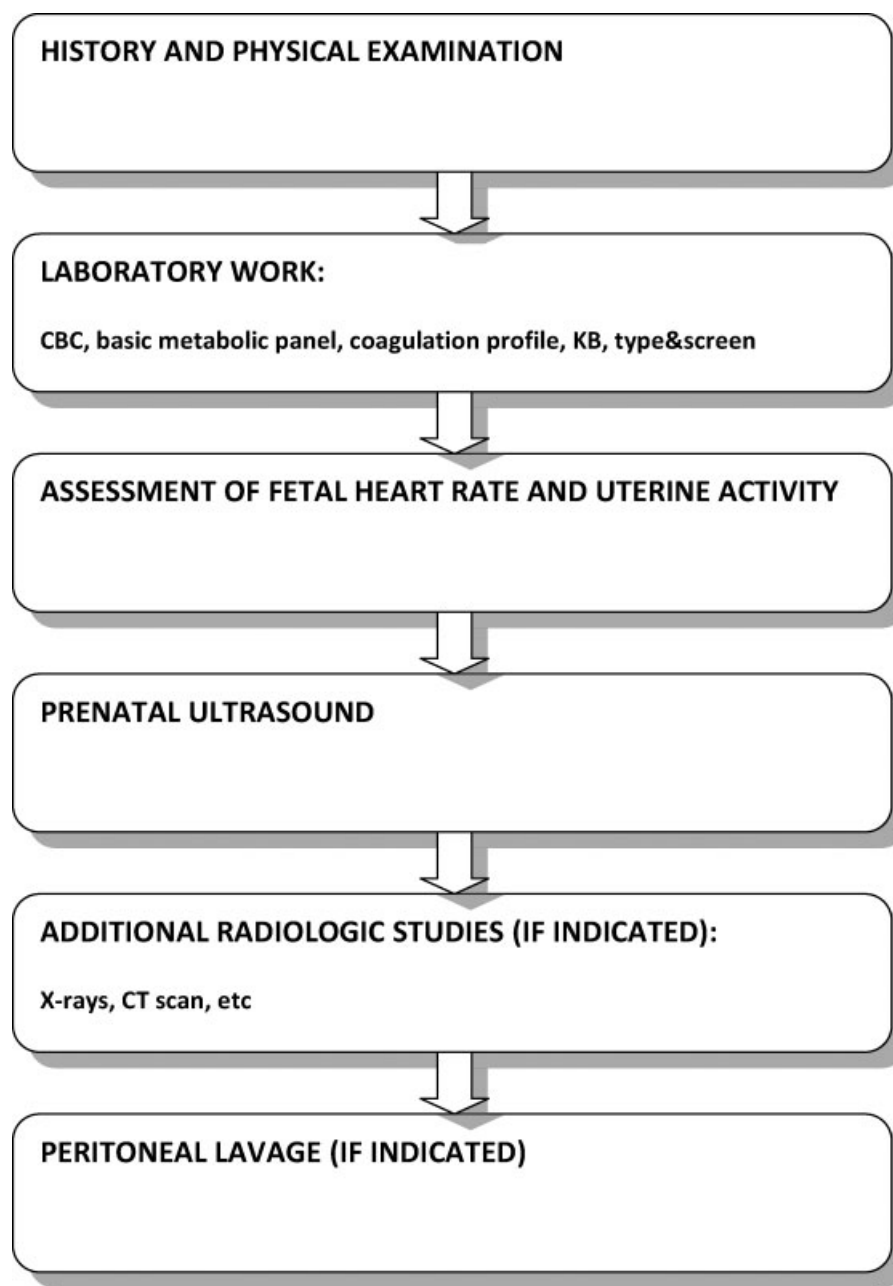 HISTORY AND PHYSICAL EXAMINATION
LABORATORY WORK:
CBC, basic metabolic panel, coagulation profile, KB, type&screen
ASSESSMENT OF FETAL HEART RATE AND UTERINE ACTIVITY
PRENATAL ULTRASOUND
ADDITIONAL RADIOLOGIC STUDIES (IF INDICATED):
X-rays, CT scan, etc
PERITONEAL LAVAGE (IF INDICATED)